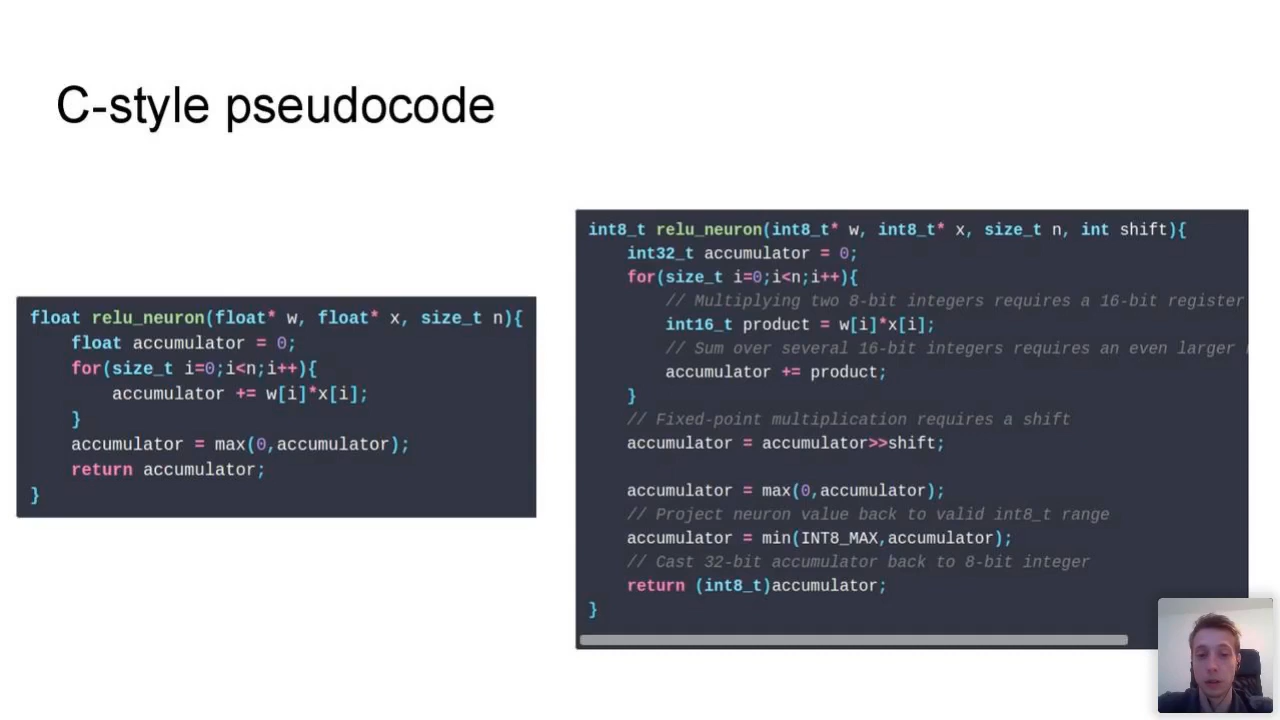 C-style pseudocode
float relu_neuron(float* w, float* x, size_t n){
float accumulator = 0;
for(size_t i=0;i<n;i++){
accumulator += w[i]*x[i];
}
accumulator = max(0,accumulator);
return accumulator;
}
int8_t relu_neuron(int8_t* w, int8_t* x, size_t n, int shift){
int32_t accumulator = 0;
for(size_t i=0;i<n;i++){
// Multiplying two 8-bit integers requires a 16-bit register
int16_t product = w[i]*x[i];
// Sum over several 16-bit integers requires an even larger
accumulator += product;
}
// Fixed-point multiplication requires a shift
accumulator = accumulator>>shift;
accumulator = max(0,accumulator);
// Project neuron value back to valid int8_t range
accumulator = min(INT8_MAX,accumulator);
// Cast 32-bit accumulator back to 8-bit integer
return (int8_t)accumulator;
}